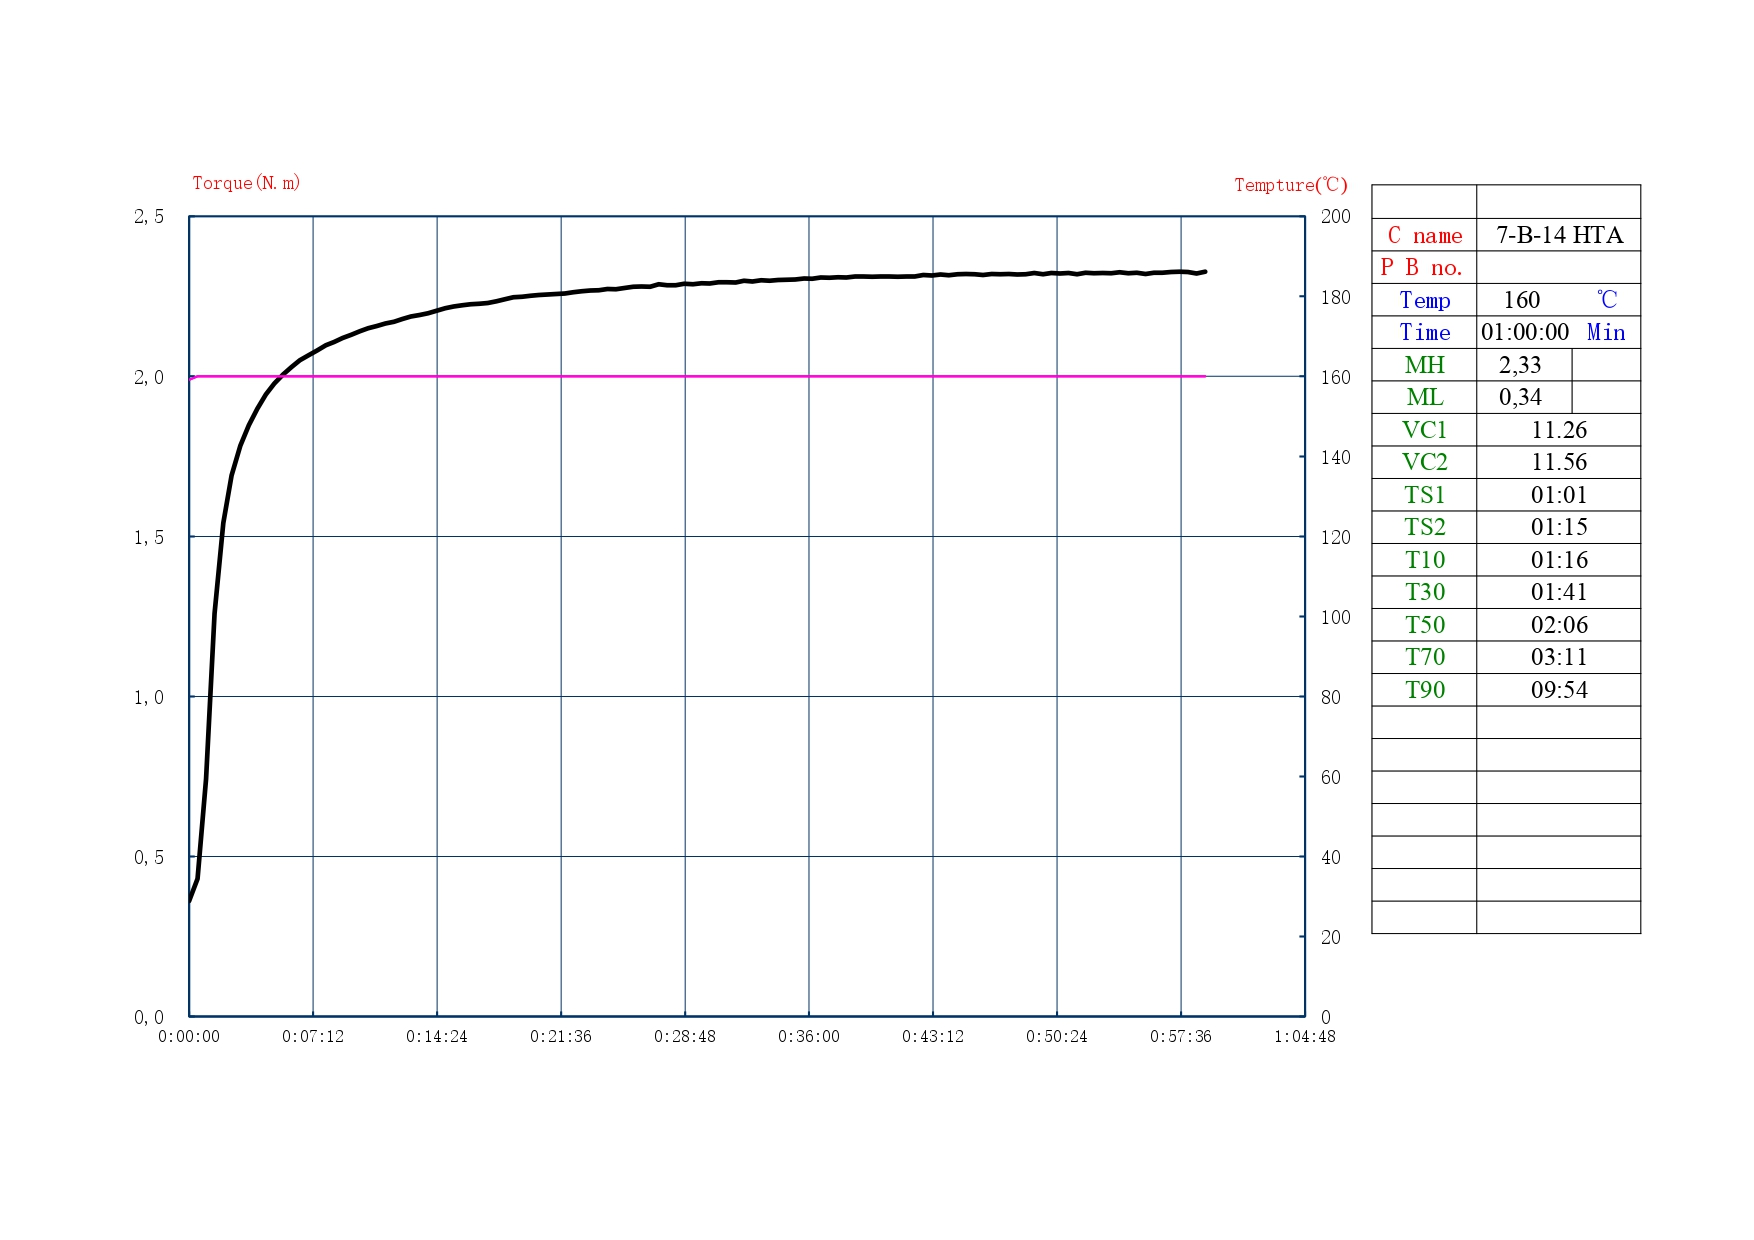 Torque(N.m)
Tempture(℃)
2,5
2,0
1,5
1,0
0,5
0,0
200
180
160
140
120
100
80
60
40
20
0
0:00:00 0:07:12 0:14:24 0:21:36 0:28:48 0:36:00 0:43:12 0:50:24 0:57:36 1:04:48
C name 7-B-14 HTA
P B no.
Temp 160 ℃
Time 01:00:00 Min
MH 2,33
ML 0,34
VC1 11.26
VC2 11.56
TS1 01:01
TS2 01:15
T10 01:16
T30 01:41
T50 02:06
T70 03:11
T90 09:54